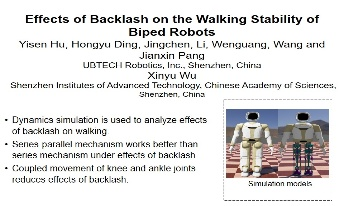 Effects of Backlash on the Walking Stability of
Biped Robots
Yisen Hu, Hongyu Ding, Jingchen, Li, Wenguang, Wang and
Jianxin Pang
UBTECH Robotics, Inc., Shenzhen, China
Xinyu Wu
Shenzhen Institutes of Advanced Technology, Chinese Academy of Sciences,
Shenzhen, China
• Dynamics simulation is used to analyze effects
of backlash on walking
• Series parallel mechanism works better than
series mechanism under effects of backlash
• Coupled movement of knee and ankle joints
reduces effects of backlash.
Simulation models